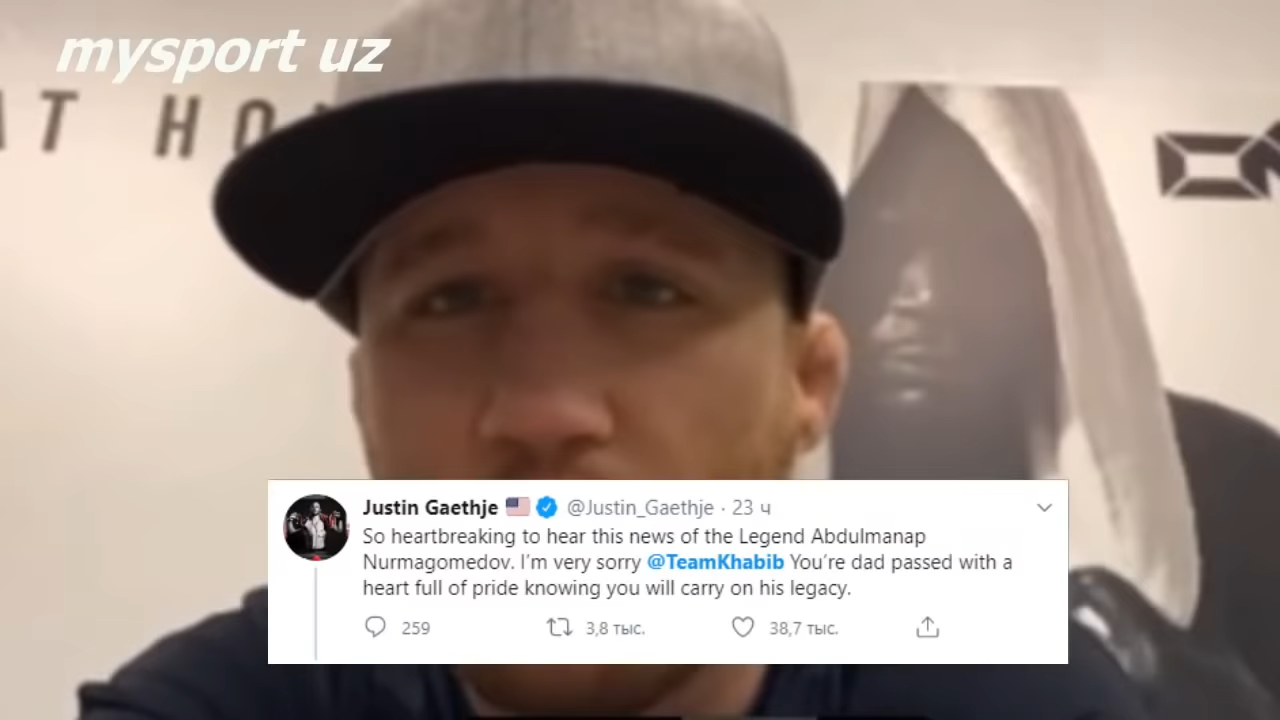 mysport uz
AT HO
Justin Gaethje @Justin_Gaethje · 23 ч
So heartbreaking to hear this news of the Legend Abdulmanap
Nurmagomedov. I'm very sorry @TeamKhabib You're dad passed with a
heart full of pride knowing you will carry on his legacy.
259 3,8 тыс. 38,7 тыс.